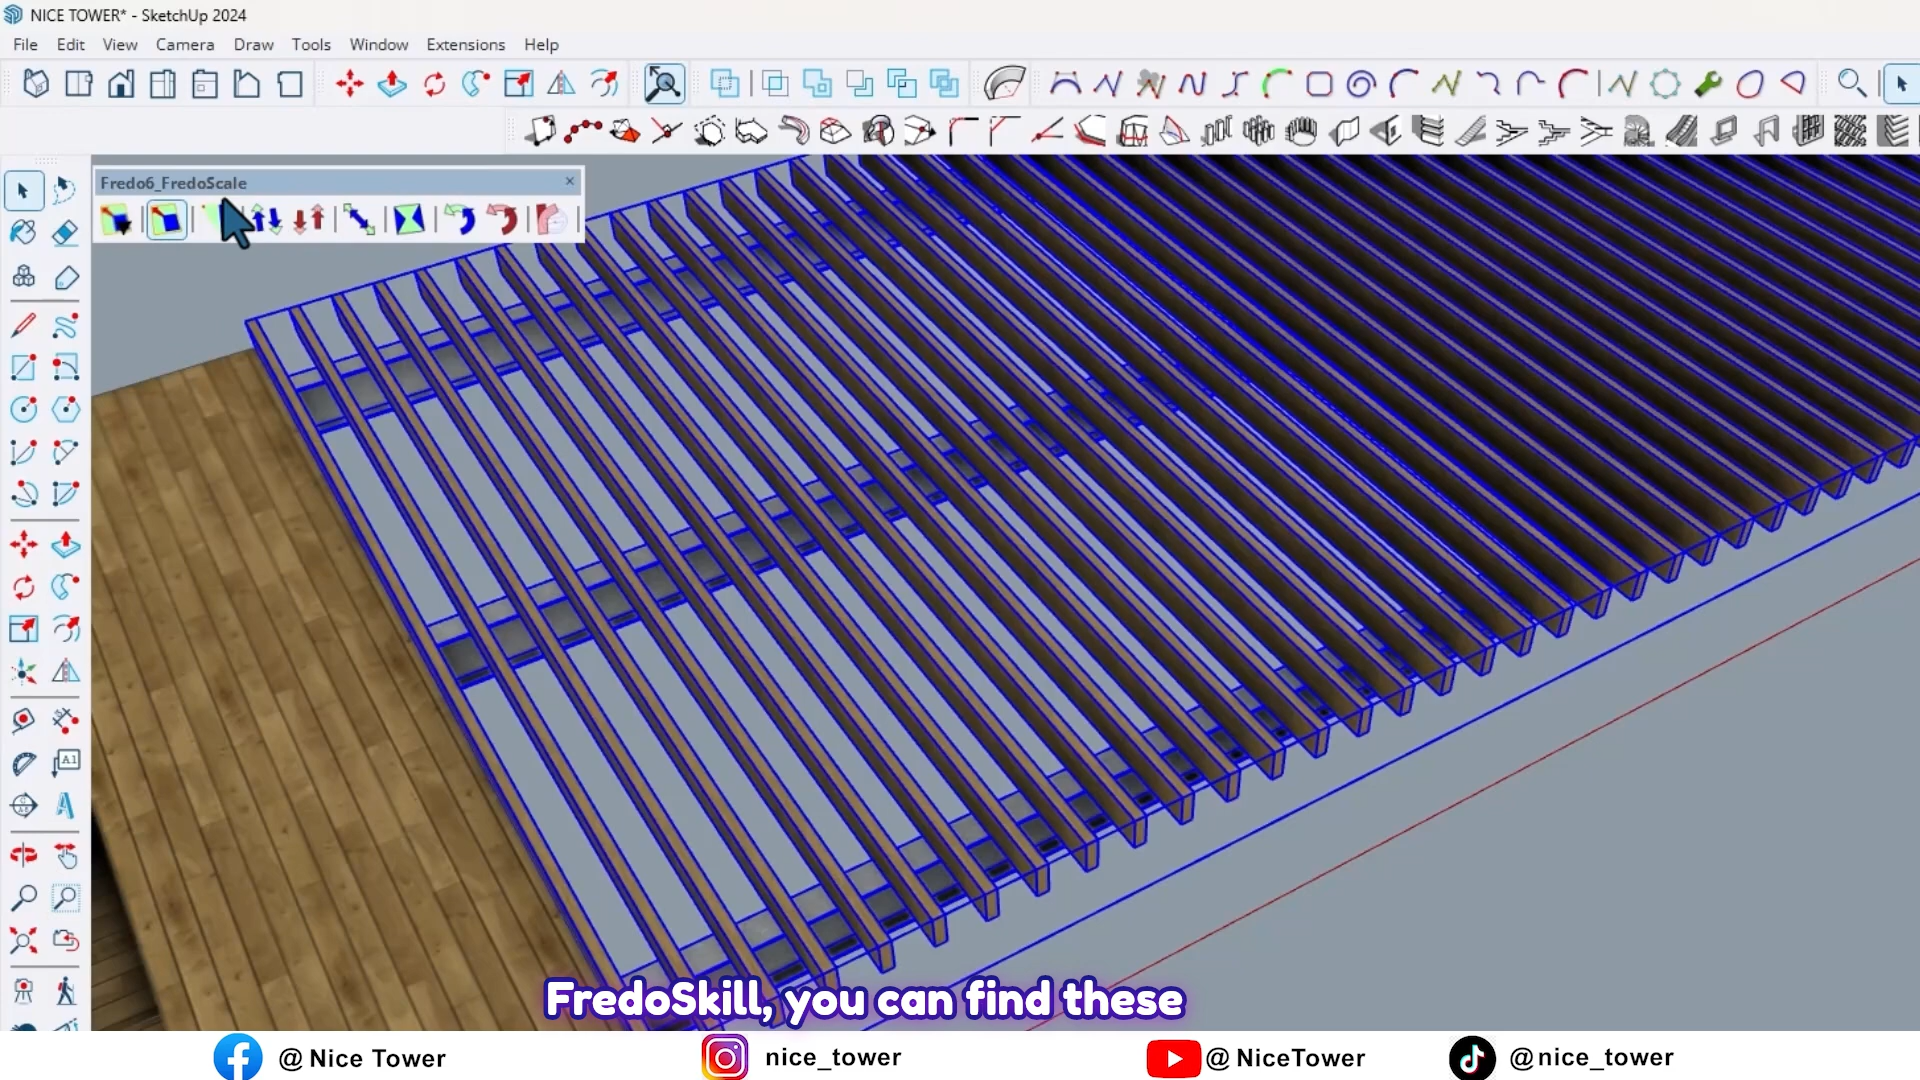 NICE TOWER* - SketchUp 2024
File Edit View Camera Draw Tools Window Extensions Help
Fredo6_FredoScale
A1
FredoSkill, you can find these
@ Nice Tower
nice_tower
@ NiceTower
@nice_tower